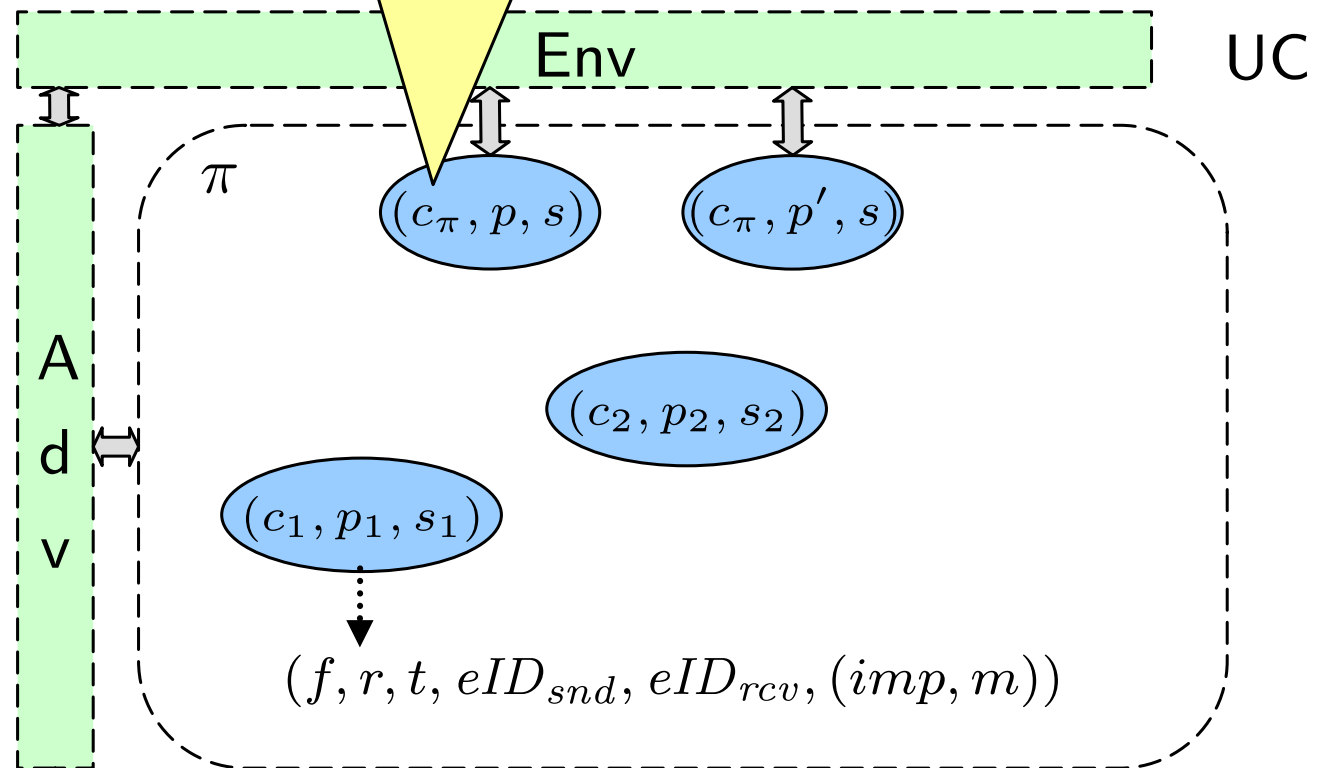 Env
UC
π
(c_π, p, s)
(c_π, p′, s)
A
d
v
(c_2, p_2, s_2)
(c_1, p_1, s_1)
(f, r, t, eID_snd, eID_rcv, (imp, m))